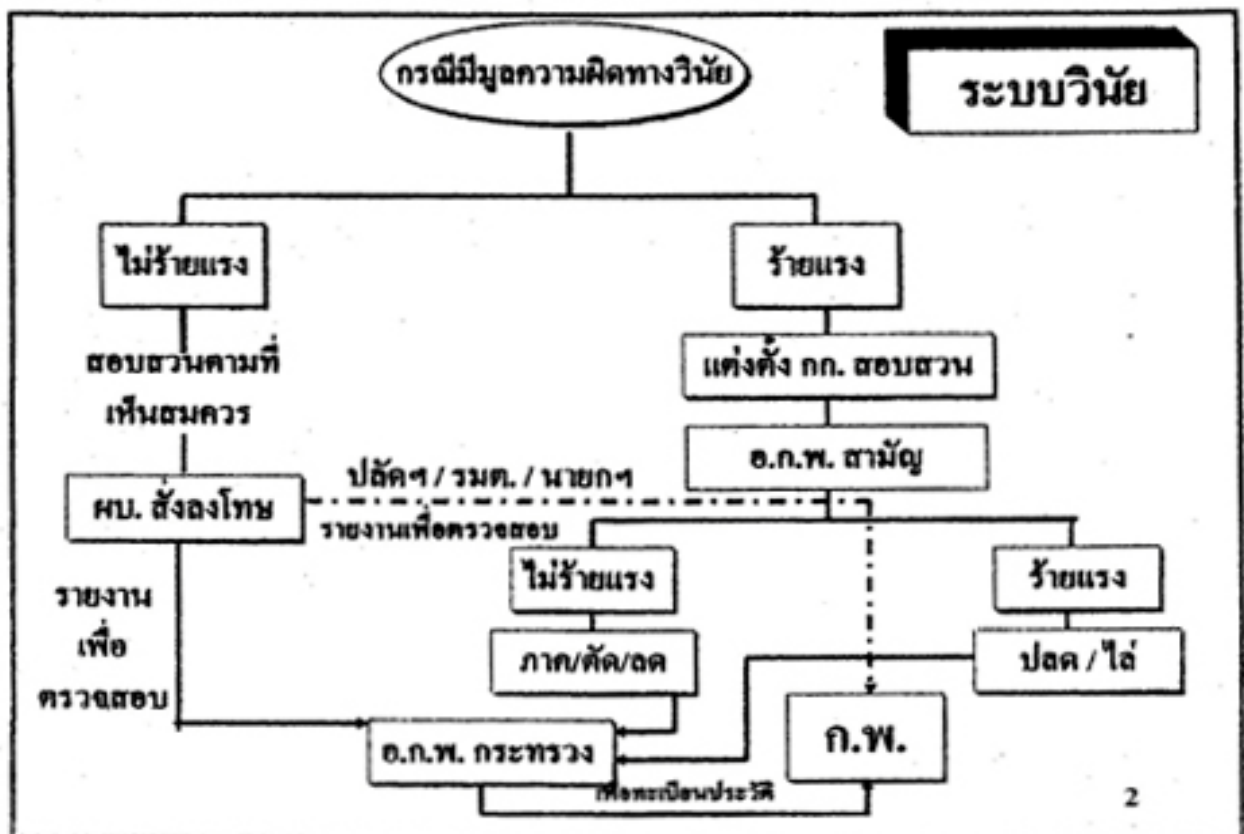 กรณีมีมูลความผิดทางวินัย
ระบบวินัย
ไม่ร้ายแรง
ร้ายแรง
สอบสวนตามที่
เห็นสมควร
แต่งตั้ง กก. สอบสวน
อ.ก.พ. สามัญ
ผบ. สั่งลงโทษ
ปลัดฯ / รมต. / นายกฯ
รายงานเพื่อตรวจสอบ
ไม่ร้ายแรง
ร้ายแรง
รายงาน
เพื่อ
ตรวจสอบ
ภาค/ตัด/ลด
ปลด / ไล่
อ.ก.พ. กระทรวง
ก.พ.
เพื่อทะเบียนประวัติ
2